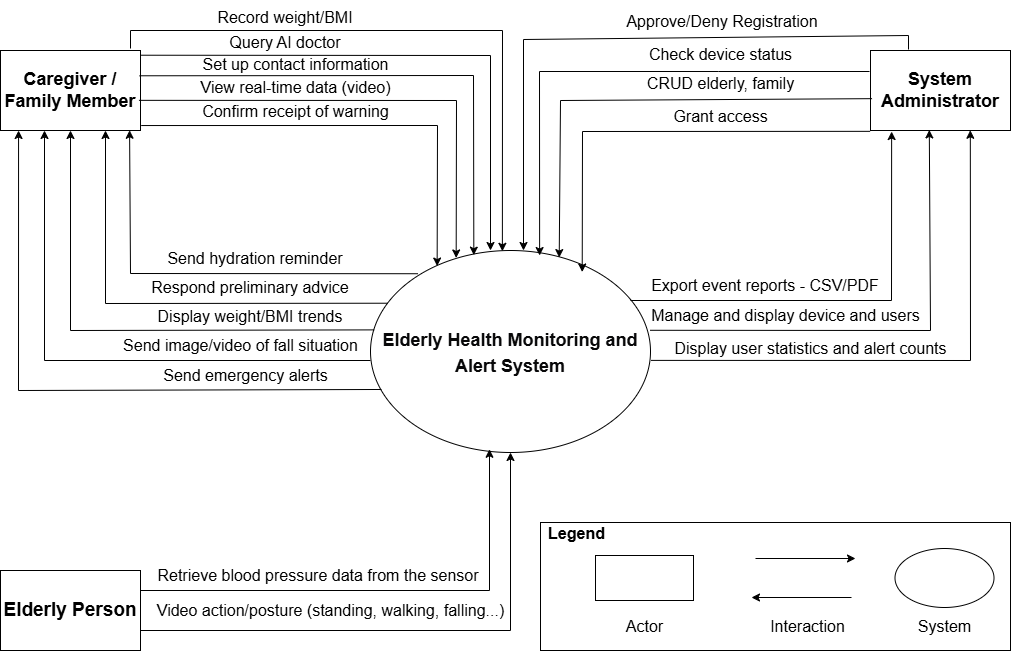 Record weight/BMI
Query AI doctor
Set up contact information
View real-time data (video)
Confirm receipt of warning
Caregiver /
Family Member
Approve/Deny Registration
Check device status
CRUD elderly, family
Grant access
System
Administrator
Send hydration reminder
Respond preliminary advice
Display weight/BMI trends
Send image/video of fall situation
Send emergency alerts
Elderly Health Monitoring and
Alert System
Export event reports - CSV/PDF
Manage and display device and users
Display user statistics and alert counts
Elderly Person
Retrieve blood pressure data from the sensor
Video action/posture (standing, walking, falling...)
Legend
Actor
Interaction
System